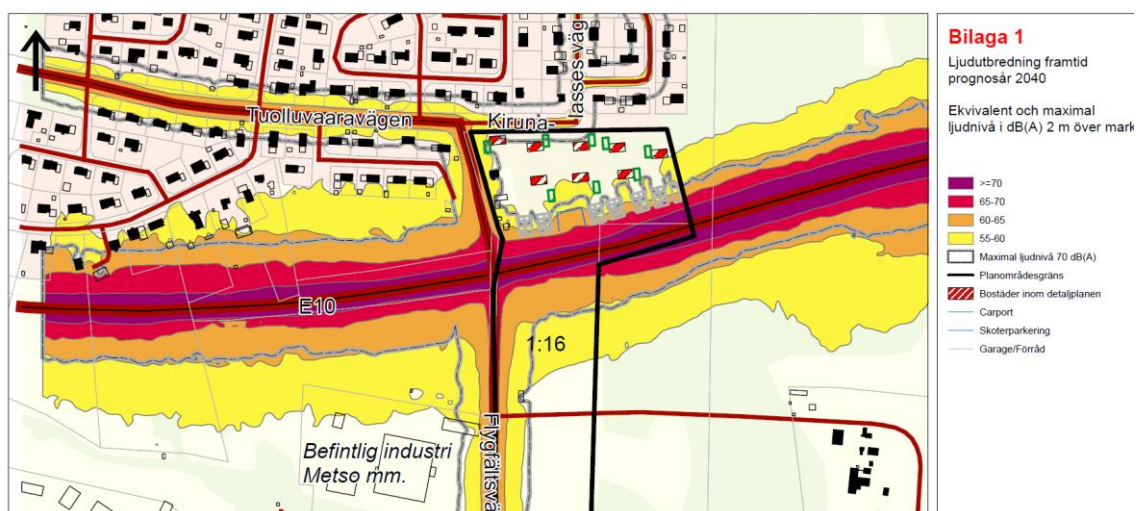 Tuolluvaaravägen
Kiruna-
lasses väg
E10
1:16
Flygfältsvä
Befintlig industri
Metso mm.
Bilaga 1
Ljudutbredning framtid
prognosår 2040
Ekvivalent och maximal
ljudnivå i dB(A) 2 m över mark
>=70
65-70
60-65
55-60
Maximal ljudnivå 70 dB(A)
Planområdesgräns
Bostäder inom detaljplanen
Carport
Skoterparkering
Garage/Förråd